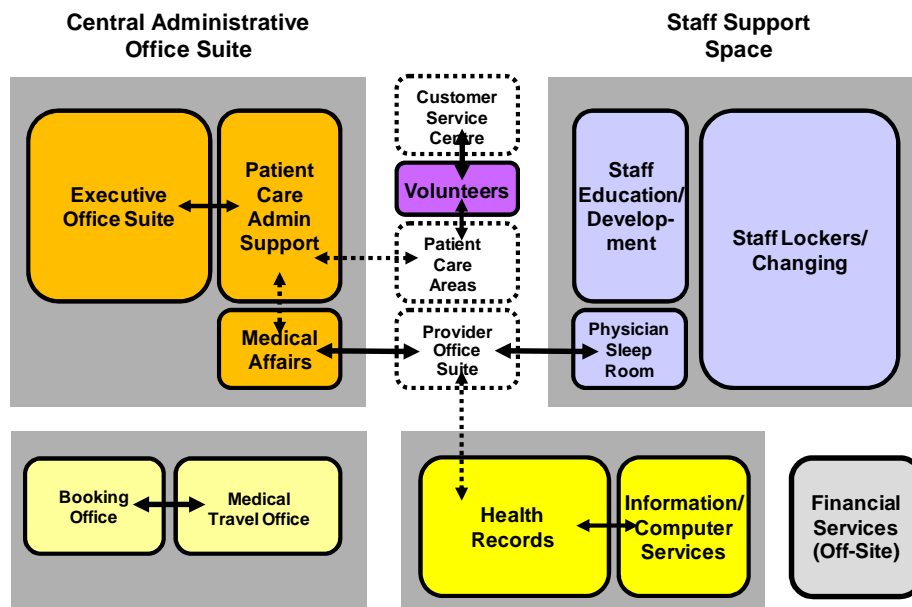 Central Administrative
Office Suite
Staff Support
Space
Executive
Office Suite
Patient
Care
Admin
Support
Medical
Affairs
Customer
Service
Centre
Volunteers
Patient
Care
Areas
Provider
Office
Suite
Staff
Education/
Develop-
ment
Physician
Sleep
Room
Staff Lockers/
Changing
Booking
Office
Medical
Travel Office
Health
Records
Information/
Computer
Services
Financial
Services
(Off-Site)